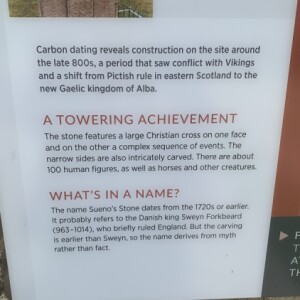 Carbon dating reveals construction on the site around
the late 800s, a period that saw conflict with Vikings
and a shift from Pictish rule in eastern Scotland to the
new Gaelic kingdom of Alba.
A TOWERING ACHIEVEMENT
The stone features a large Christian cross on one face
and on the other a complex sequence of events. The
narrow sides are also intricately carved. There are about
100 human figures, as well as horses and other creatures.
WHAT'S IN A NAME?
The name Sueno's Stone dates from the 1720s or earlier.
It probably refers to the Danish king Sweyn Forkbeard
(963–1014), who briefly ruled England. But the carving
is earlier than Sweyn, so the name derives from myth
rather than fact.